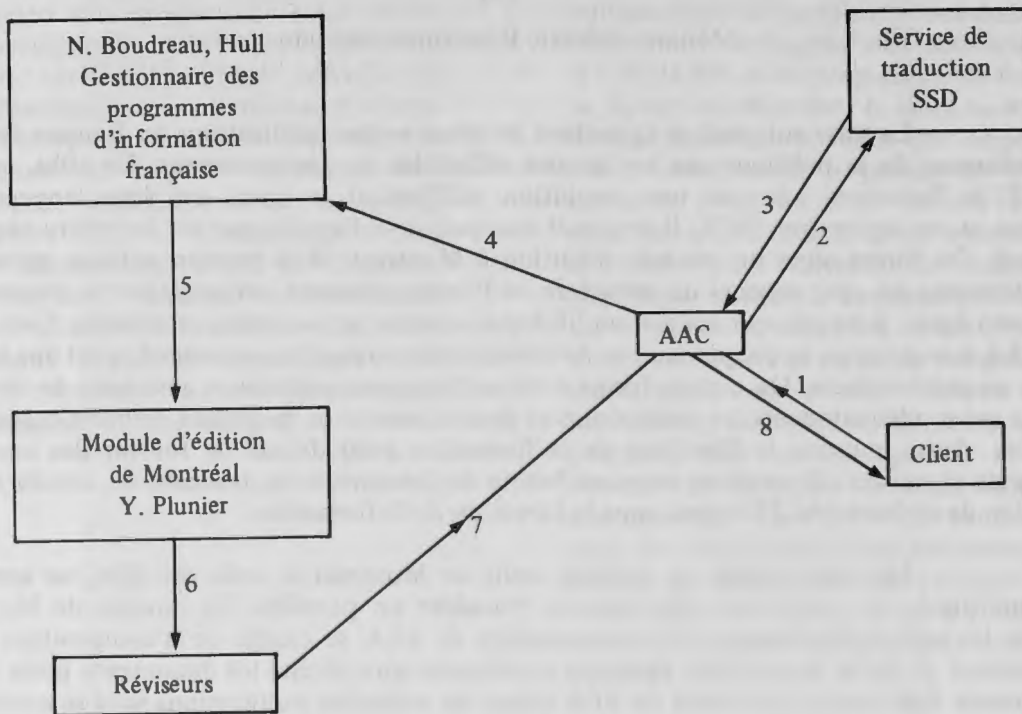 N. Boudreau, Hull
Gestionnaire des
programmes
d'information
française
Service de
traduction
SSD
4
3
2
5
AAC
1
8
Module d'édition
de Montréal
Y. Plunier
Client
7
6
Réviseurs